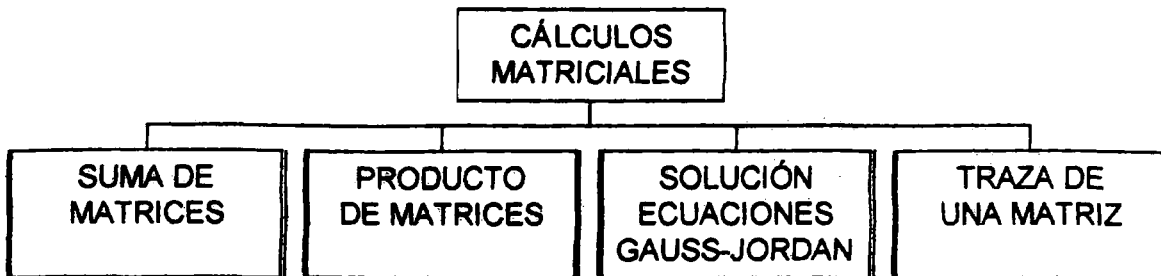 CÁLCULOS
MATRICIALES
SUMA DE
MATRICES
PRODUCTO
DE MATRICES
SOLUCIÓN
ECUACIONES
GAUSS-JORDAN
TRAZA DE
UNA MATRIZ